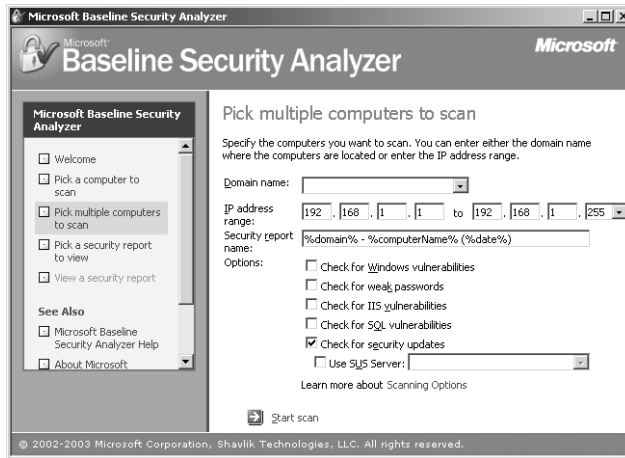 Microsoft Baseline Security Analyzer
Microsoft
Baseline Security Analyzer
Microsoft
Microsoft Baseline Security
Analyzer
Welcome
Pick a computer to
scan
Pick multiple computers
to scan
Pick a security report
to view
View a security report
See Also
Microsoft Baseline
Security Analyzer Help
About Microsoft
Pick multiple computers to scan
Specify the computers you want to scan. You can enter either the domain name
where the computers are located or enter the IP address range.
Domain name:
IP address
range:
192 . 168 . 1 . 1 to 192 . 168 . 1 . 255
Security report
name:
%domain% - %computerName% (%date%)
Options:
Check for Windows vulnerabilities
Check for weak passwords
Check for IIS vulnerabilities
Check for SQL vulnerabilities
Check for security updates
Use SUS Server:
Learn more about Scanning Options
Start scan
© 2002-2003 Microsoft Corporation, Shavlik Technologies, LLC. All rights reserved.